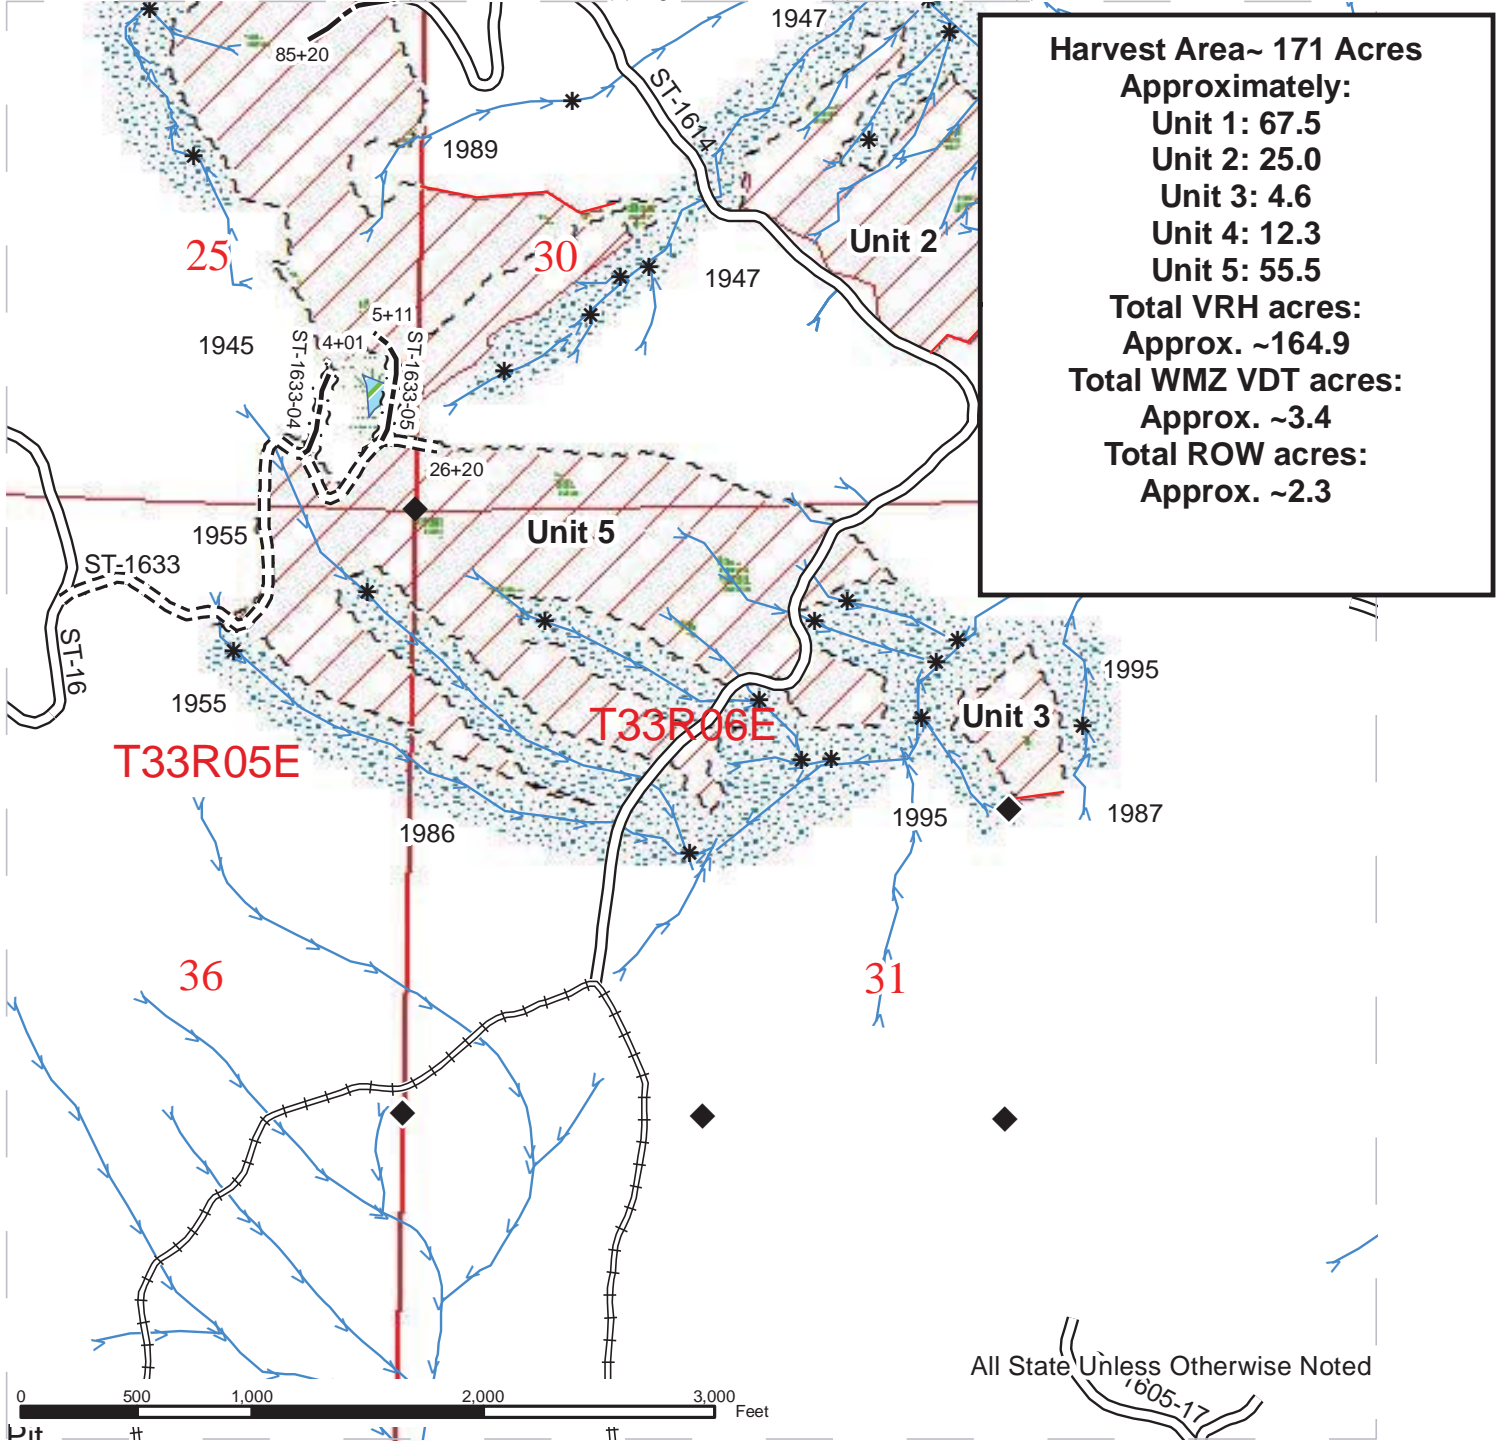 Harvest Area~ 171 Acres
Approximately:
Unit 1: 67.5
Unit 2: 25.0
Unit 3: 4.6
Unit 4: 12.3
Unit 5: 55.5
Total VRH acres:
Approx. ~164.9
Total WMZ VDT acres:
Approx. ~3.4
Total ROW acres:
Approx. ~2.3
1947
85+20
ST-1614
1989
Unit 2
25
30
1947
5+11
1945
4+01
ST-1633-04
ST-1633-05
26+20
1955
Unit 5
ST-1633
ST-16
1955
1995
Unit 3
T33R06E
T33R05E
1986
1995
1987
36
31
All State Unless Otherwise Noted
1605-17
0 500 1,000 2,000 3,000
Feet
Pit